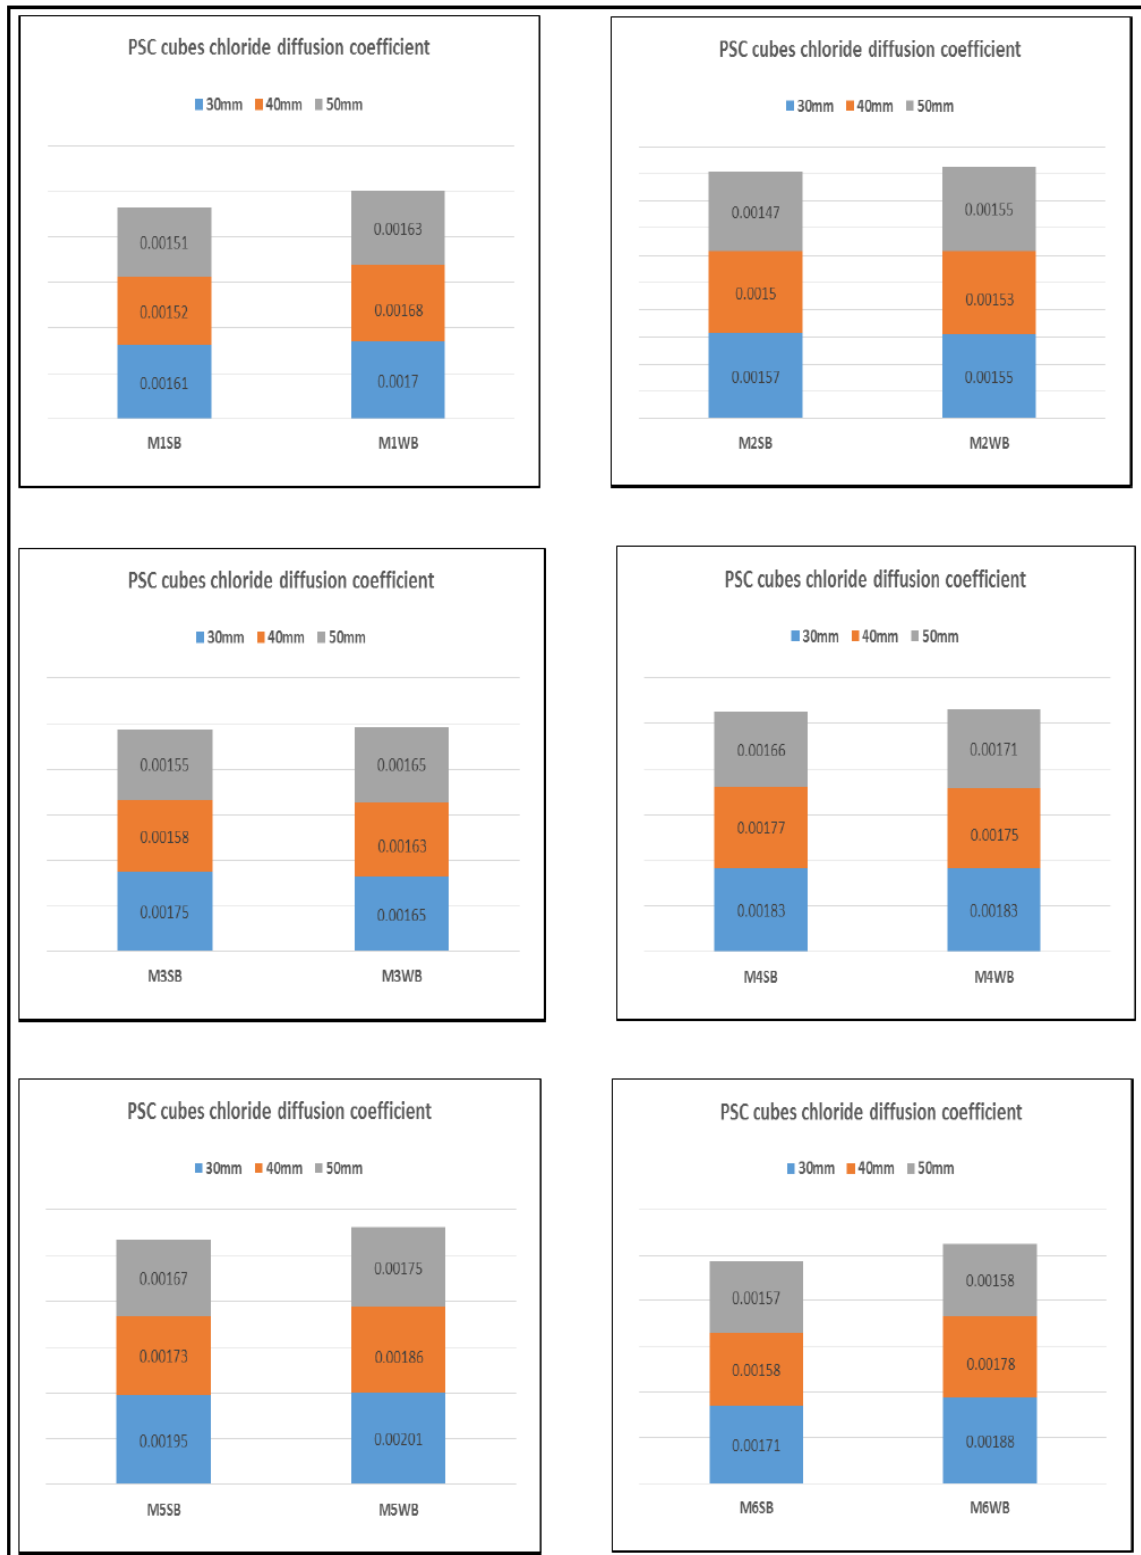 PSC cubes chloride diffusion coefficient
30mm 40mm 50mm
0.00151 0.00163
0.00152 0.00168
0.00161 0.0017
M1SB M1WB
PSC cubes chloride diffusion coefficient
30mm 40mm 50mm
0.00147 0.00155
0.0015 0.00153
0.00157 0.00155
M2SB M2WB
PSC cubes chloride diffusion coefficient
30mm 40mm 50mm
0.00155 0.00165
0.00158 0.00163
0.00175 0.00165
M3SB M3WB
PSC cubes chloride diffusion coefficient
30mm 40mm 50mm
0.00166 0.00171
0.00177 0.00175
0.00183 0.00183
M4SB M4WB
PSC cubes chloride diffusion coefficient
30mm 40mm 50mm
0.00167 0.00175
0.00173 0.00186
0.00195 0.00201
M5SB M5WB
PSC cubes chloride diffusion coefficient
30mm 40mm 50mm
0.00157 0.00158
0.00158 0.00178
0.00171 0.00188
M6SB M6WB